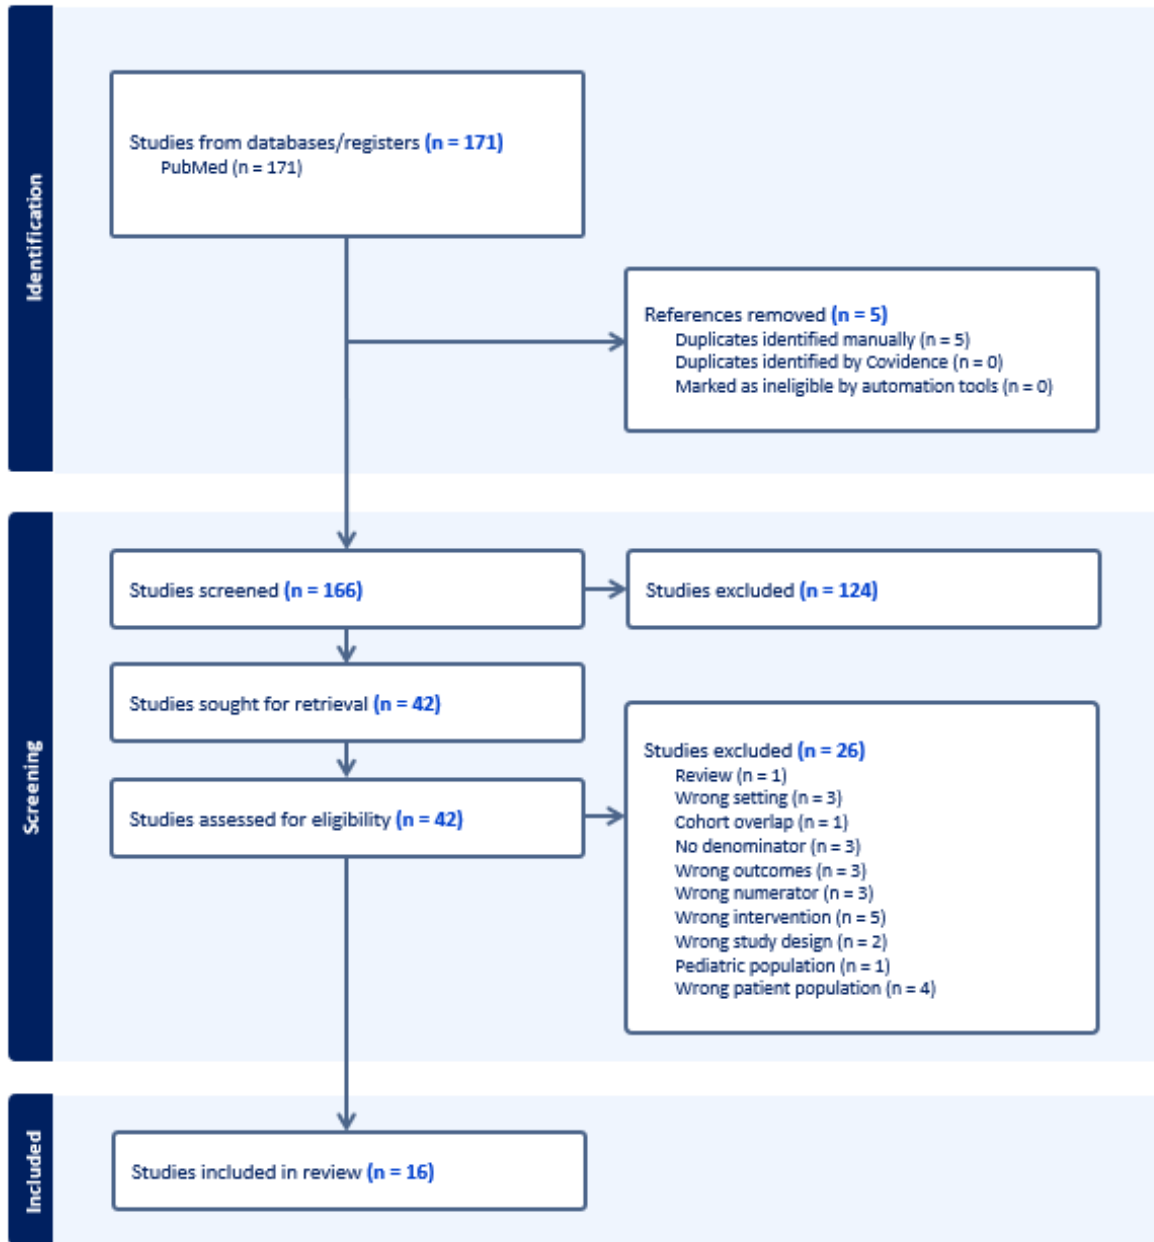 Identification
Studies from databases/registers (n = 171)
PubMed (n = 171)
References removed (n = 5)
Duplicates identified manually (n = 5)
Duplicates identified by Covidence (n = 0)
Marked as ineligible by automation tools (n = 0)
Screening
Studies screened (n = 166)
Studies excluded (n = 124)
Studies sought for retrieval (n = 42)
Studies assessed for eligibility (n = 42)
Studies excluded (n = 26)
Review (n = 1)
Wrong setting (n = 3)
Cohort overlap (n = 1)
No denominator (n = 3)
Wrong outcomes (n = 3)
Wrong numerator (n = 3)
Wrong intervention (n = 5)
Wrong study design (n = 2)
Pediatric population (n = 1)
Wrong patient population (n = 4)
Included
Studies included in review (n = 16)